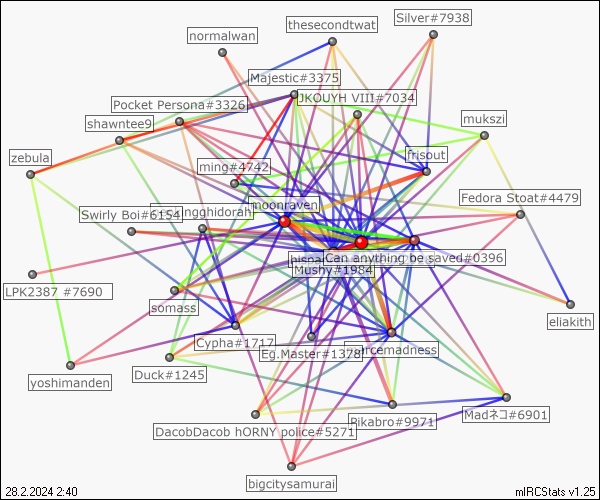 thesecondtwat
Silver#7938
normalwan
Majestic#3375
JKOUYH VIII#7034
Pocket Persona#3326
mukszi
shawntee9
frisout
zebula
ming#4742
Fedora Stoat#4479
moonraven
Swirly Boi#6154
ngghidorah
Can anything be saved#0396
Mushy#1984
LPK2387 #7690
somass
eliakith
Cypha#1717
Eg.Master#1378
rcemadness
Duck#1245
yoshimanden
Madネコ#6901
Pikabro#9971
DacobDacob hORNY police#5271
bigcitysamurai
28.2.2024 2:40
mIRCStats v1.25